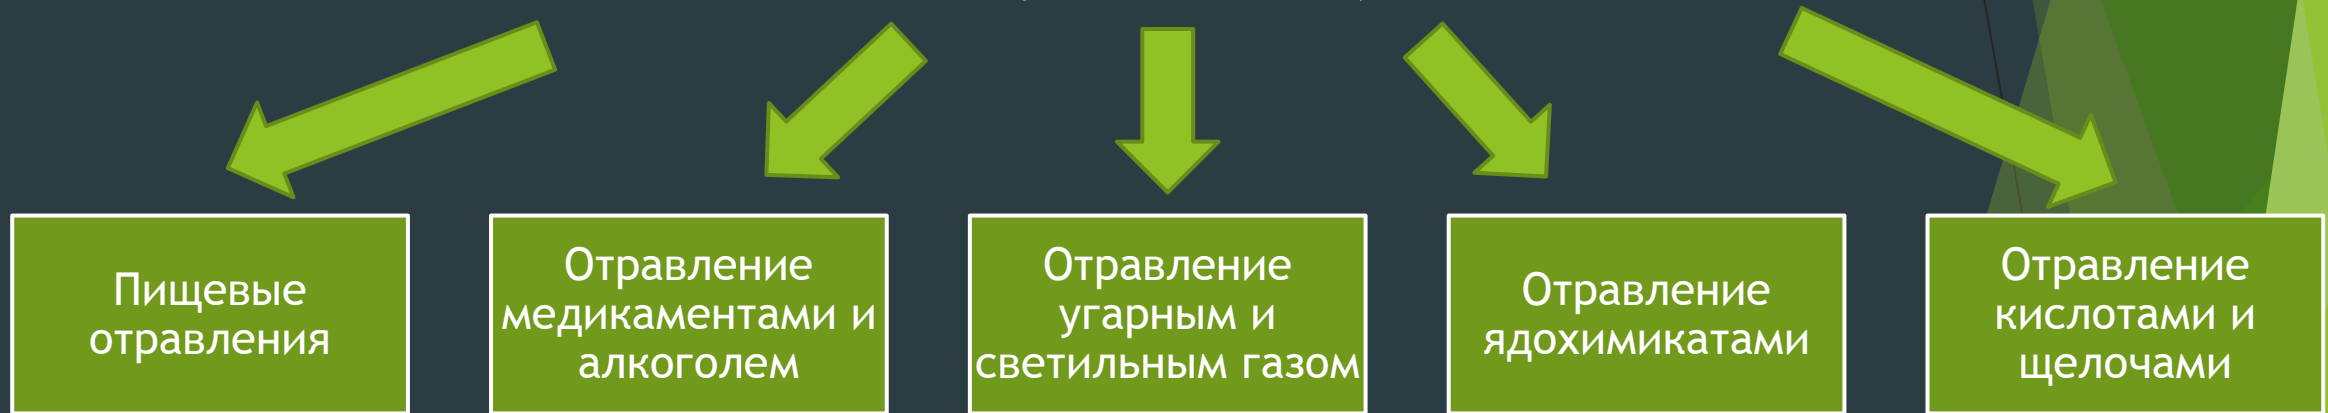 Пищевые
отравления
Отравление
медикаментами и
алкоголем
Отравление
угарным и
светильным газом
Отравление
ядохимикатами
Отравление
кислотами и
щелочами